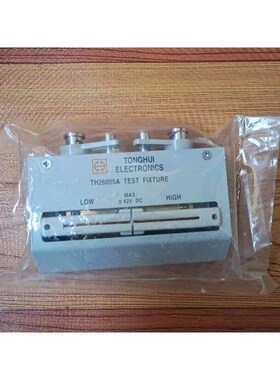 TONGHUI
ELECTRONICS
TH26005A TEST FIXTURE
LOW
MAX
± 42V DC
HIGH